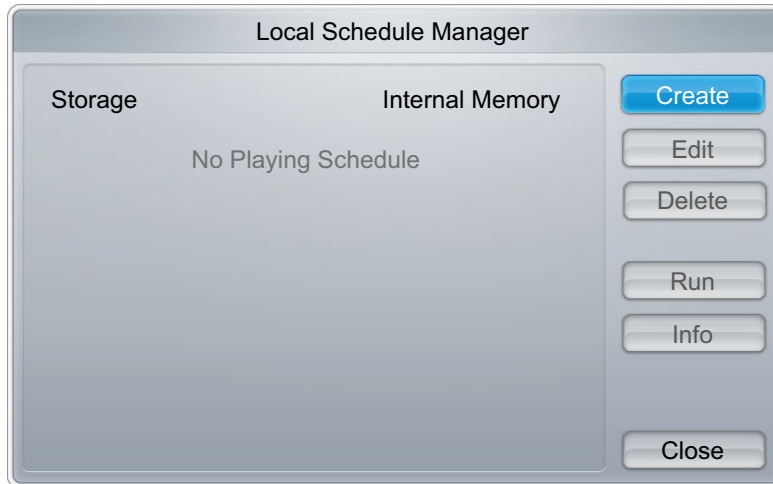 Local Schedule Manager
Storage Internal Memory
No Playing Schedule
Create
Edit
Delete
Run
Info
Close